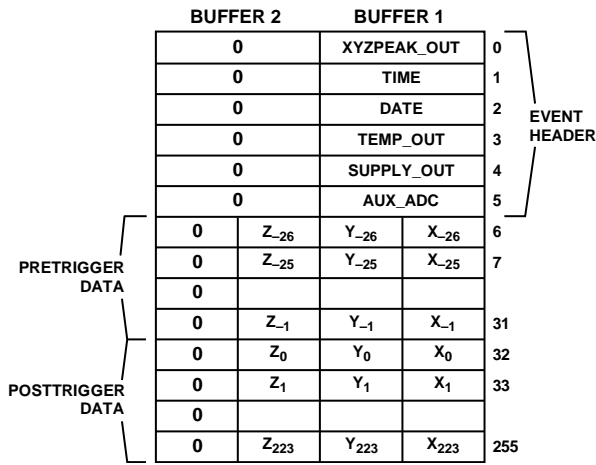 BUFFER 2 BUFFER 1
0 XYZPEAK_OUT 0
0 TIME 1
0 DATE 2
0 TEMP_OUT 3
0 SUPPLY_OUT 4
0 AUX_ADC 5
EVENT
HEADER
0 Z–26 Y–26 X–26 6
0 Z–25 Y–25 X–25 7
0
0 Z–1 Y–1 X–1 31
PRETRIGGER
DATA
0 Z0 Y0 X0 32
0 Z1 Y1 X1 33
0
0 Z223 Y223 X223 255
POSTTRIGGER
DATA